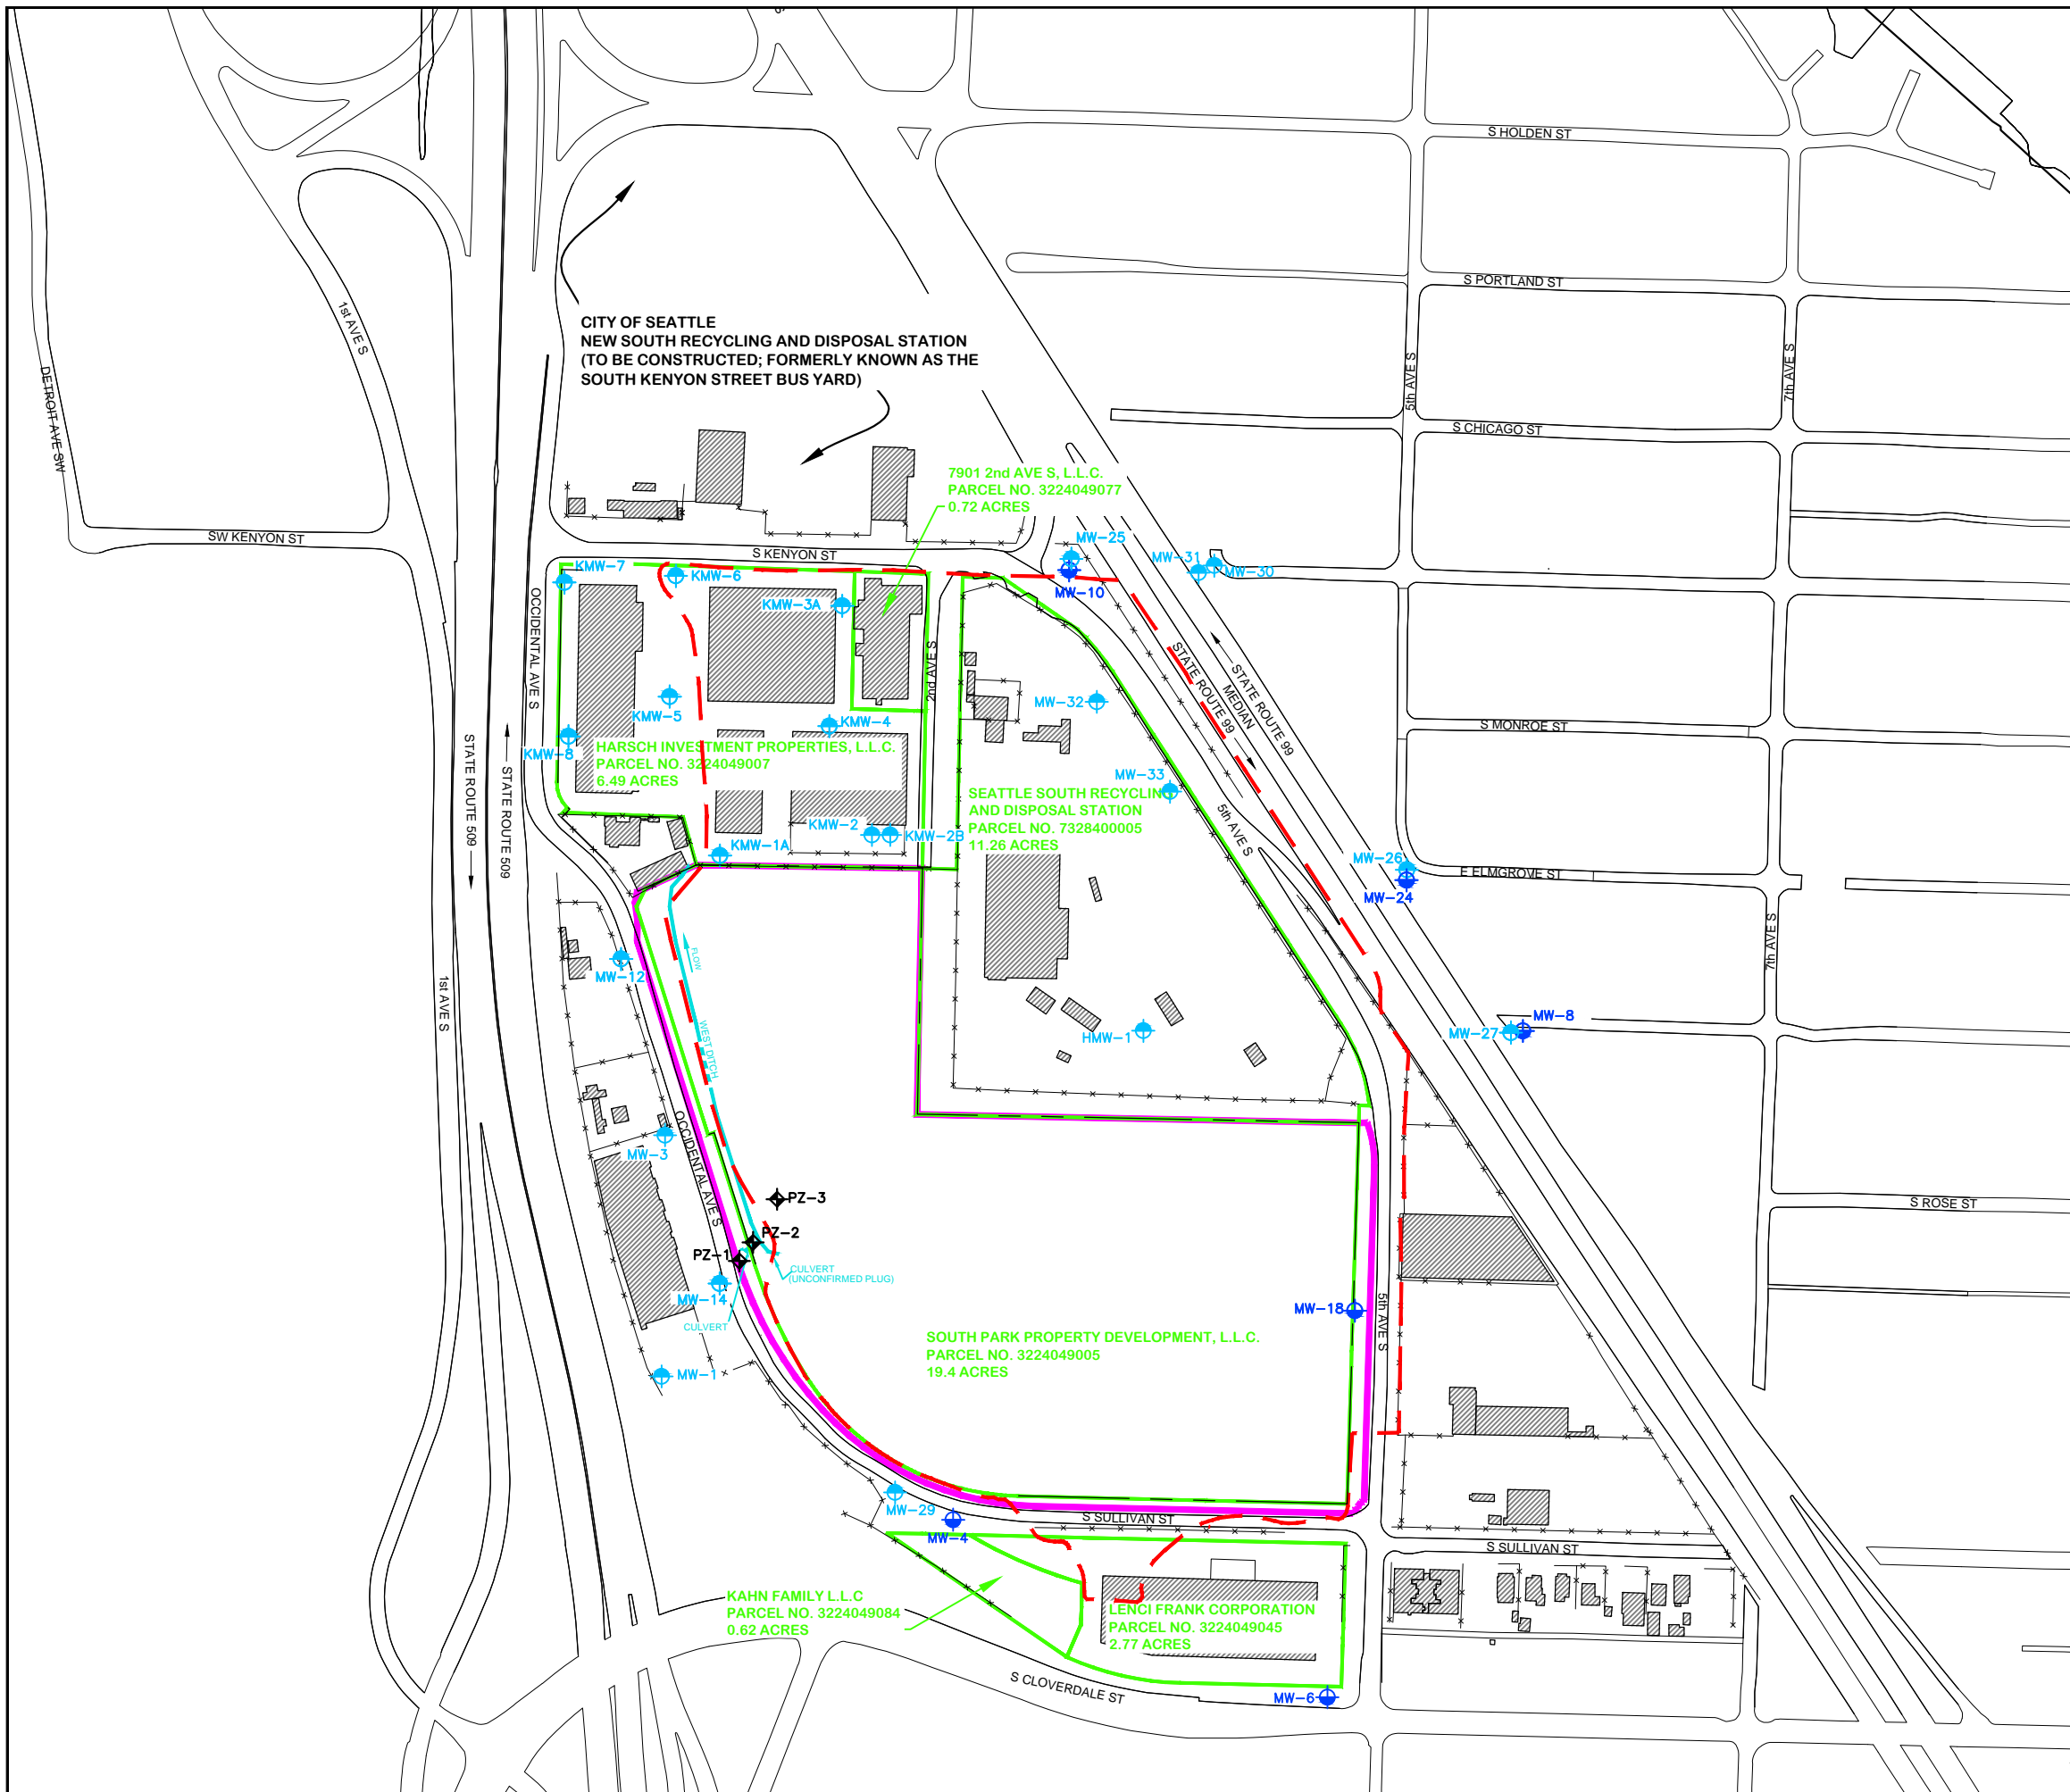 S HOLDEN ST
S PORTLAND ST
1st AVE S
CITY OF SEATTLE
NEW SOUTH RECYCLING AND DISPOSAL STATION
(TO BE CONSTRUCTED; FORMERLY KNOWN AS THE
SOUTH KENYON STREET BUS YARD)
5th AVE S
7th AVE S
DETROIT AVE SW
S CHICAGO ST
7901 2nd AVE S, L.L.C.
PARCEL NO. 3224049077
0.72 ACRES
SW KENYON ST
S KENYON ST
MW-25
MW-10
MW-31
MW-30
KMW-7
KMW-6
KMW-3A
OCCIDENTAL AVE S
2nd AVE S
STATE ROUTE 99
MEDIAN
STATE ROUTE 99
MW-32
KMW-5
KMW-4
KMW-8
S MONROE ST
HARSCH INVESTMENT PROPERTIES, L.L.C.
PARCEL NO. 3224049007
6.49 ACRES
STATE ROUTE 509
STATE ROUTE 509
MW-33
SEATTLE SOUTH RECYCLING
AND DISPOSAL STATION
PARCEL NO. 7328400005
11.26 ACRES
5th AVE S
KMW-2
KMW-2B
KMW-1A
MW-26
MW-24
E ELMGROVE ST
7th AVE S
FLOW
MW-12
1st AVE S
WEST DITCH
HMW-1
MW-27
MW-8
MW-3
OCCIDENTAL AVE S
PZ-3
S ROSE ST
PZ-2
PZ-1
CULVERT
(UNCONFIRMED PLUG)
MW-14
CULVERT
MW-18
5th AVE S
SOUTH PARK PROPERTY DEVELOPMENT, L.L.C.
PARCEL NO. 3224049005
19.4 ACRES
MW-1
MW-29
MW-4
S SULLIVAN ST
S SULLIVAN ST
KAHN FAMILY L.L.C
PARCEL NO. 3224049084
0.62 ACRES
LENCI FRANK CORPORATION
PARCEL NO. 3224049045
2.77 ACRES
S CLOVERDALE ST
MW-6